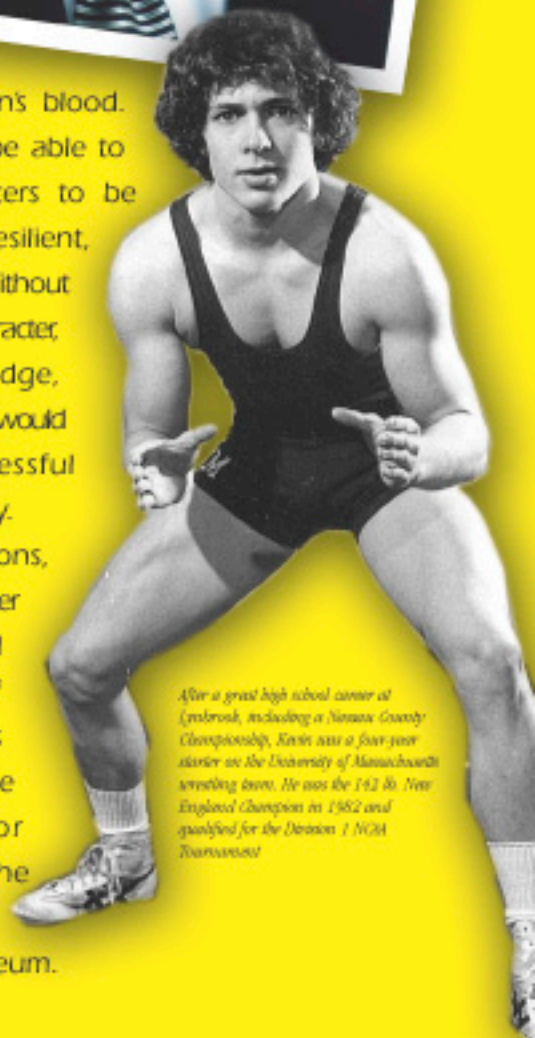 n's blood.
be able to
ters to be
esilient,
ithout
racter,
dge,
would
essful
y.
ons,
er
s
e
or
he
eum.
After a great high school career at
Lynbrook, including a Nassau County
Championship, Kevin was a four-year
starter on the University of Massachusetts
wrestling team. He was the 142 lb. New
England Champion in 1982 and
qualified for the Division 1 NCAA
Tournament